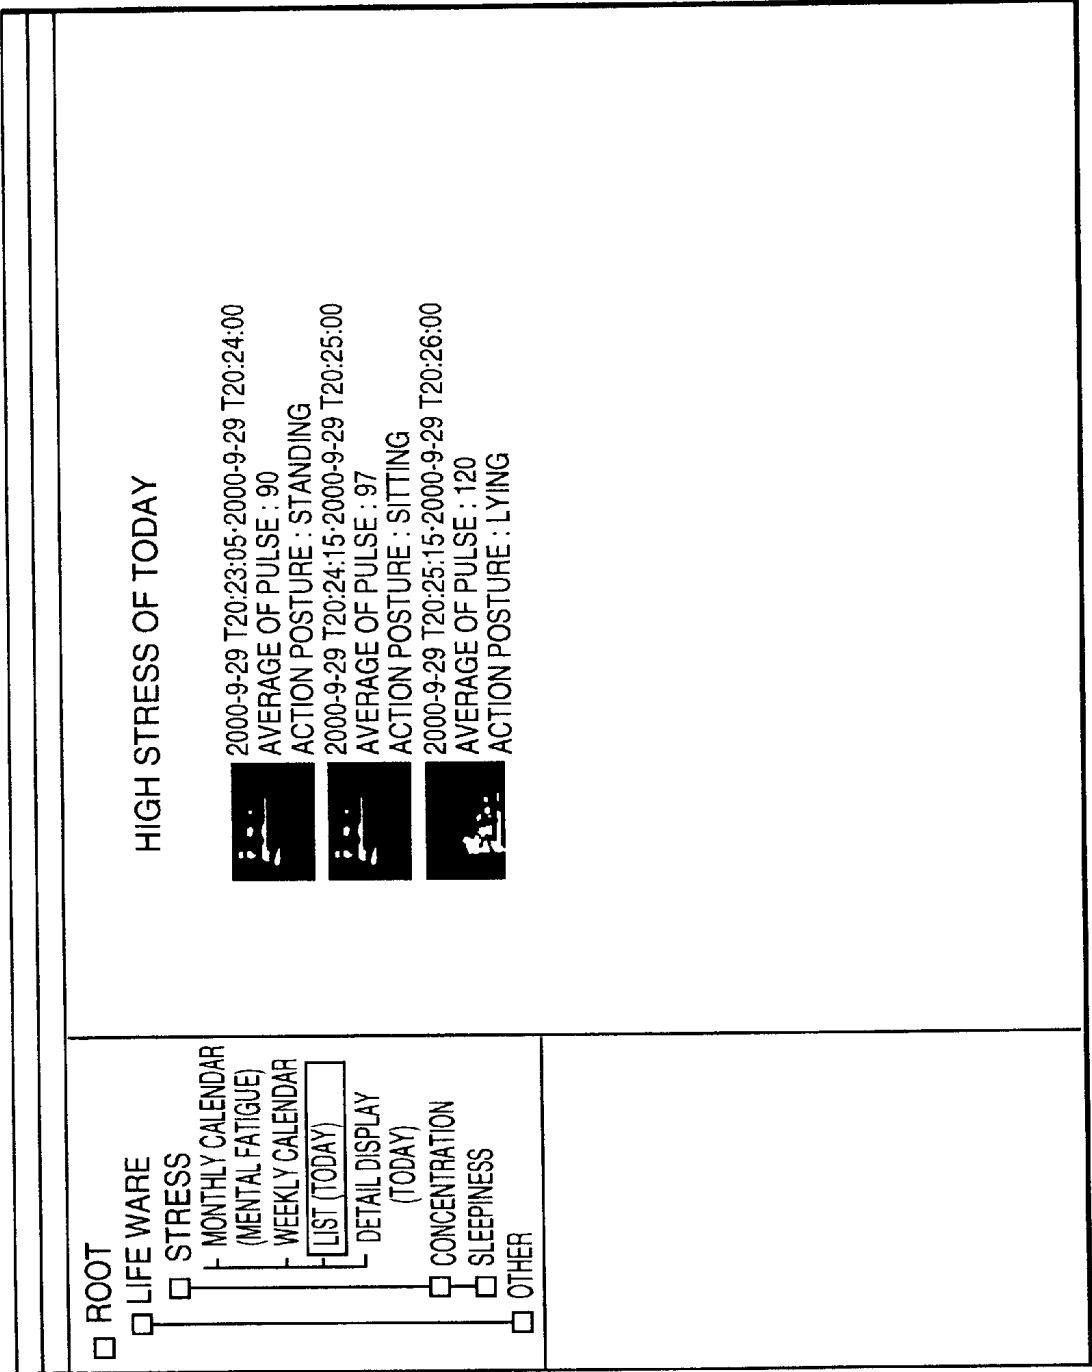 ROOT
LIFE WARE
STRESS
MONTHLY CALENDAR
(MENTAL FATIGUE)
WEEKLY CALENDAR
LIST (TODAY)
DETAIL DISPLAY
(TODAY)
CONCENTRATION
SLEEPINESS
OTHER
HIGH STRESS OF TODAY
2000-9-29 T20:23:05·2000-9-29 T20:24:00
AVERAGE OF PULSE : 90
ACTION POSTURE : STANDING
2000-9-29 T20:24:15·2000-9-29 T20:25:00
AVERAGE OF PULSE : 97
ACTION POSTURE : SITTING
2000-9-29 T20:25:15·2000-9-29 T20:26:00
AVERAGE OF PULSE : 120
ACTION POSTURE : LYING